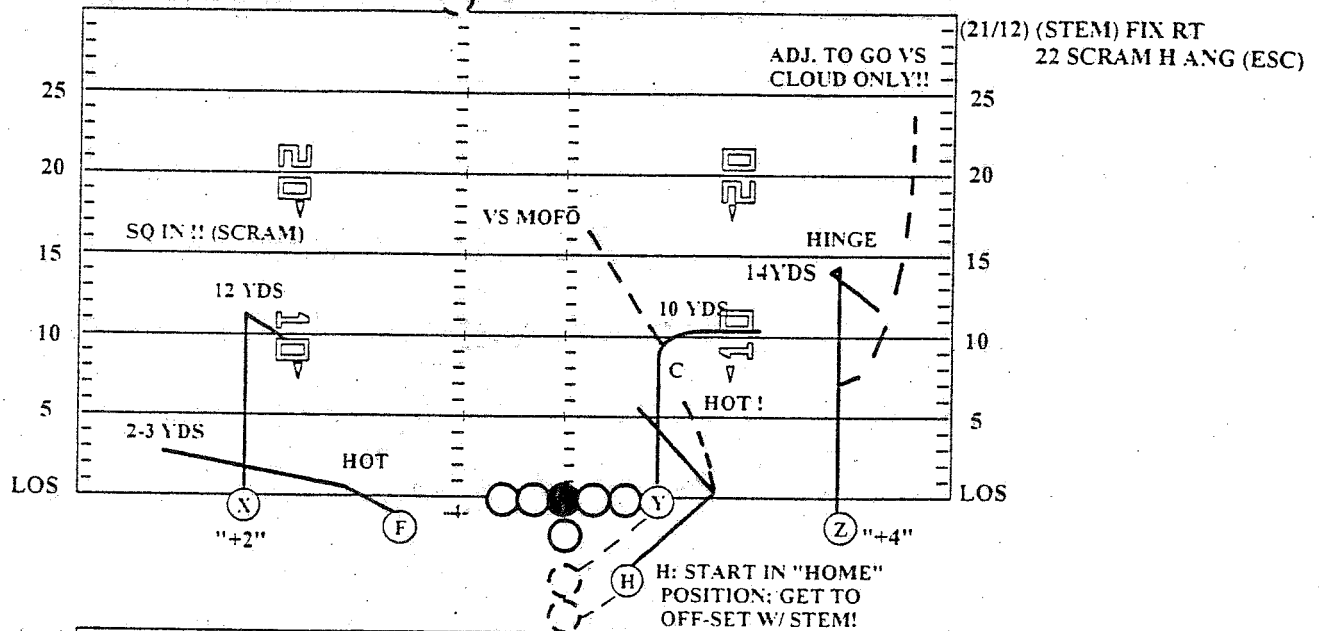 (21/12) (STEM) FIX RT
22 SCRAM H ANG (ESC)
ADJ. TO GO VS
CLOUD ONLY!!
25
25
20
20
VS MOFO
SQ IN !! (SCRAM)
HINGE
15
14YDS
15
12 YDS
10 YDS
10
10
C
HOT !
5
5
2-3 YDS
HOT
LOS
LOS
X
F
Y
Z
"+2"
"+4"
H
H: START IN "HOME"
POSITION; GET TO
OFF-SET W/ STEM!